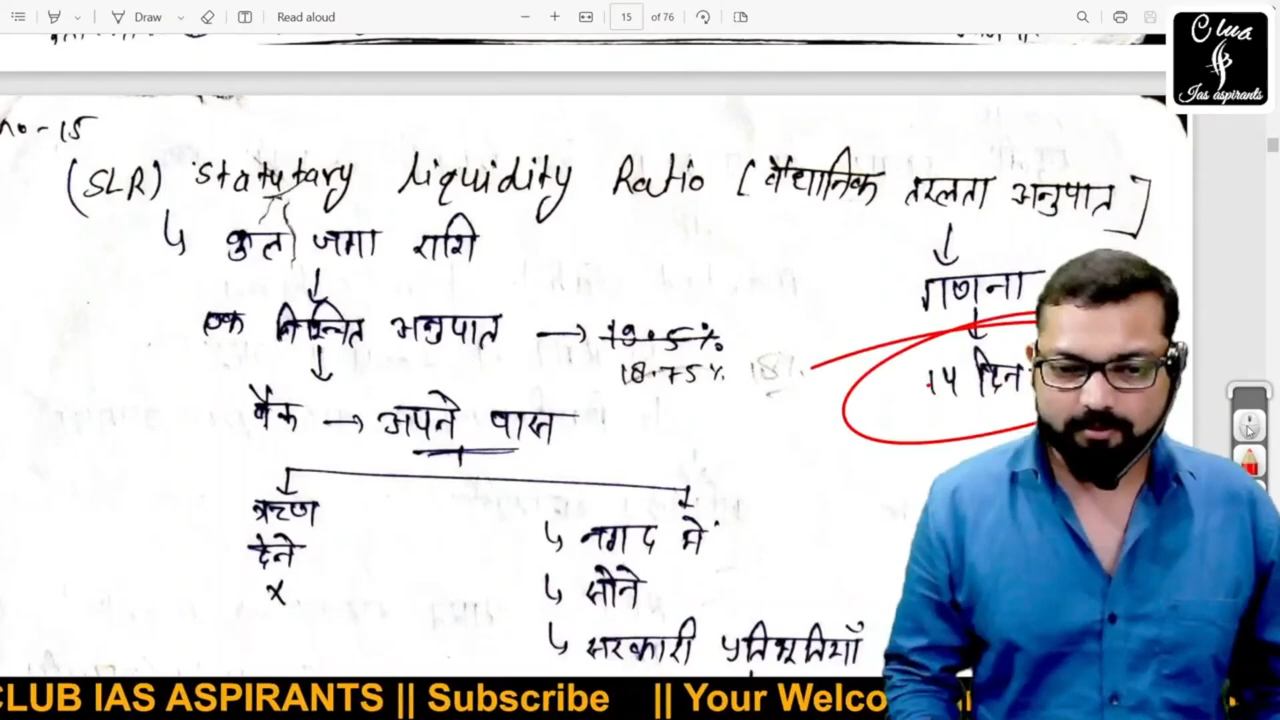 Draw
Read aloud
15 of 76
Club
Ias aspirants
no - 15
(SLR) Statutary liquidity Ratio [वैधानिक तरलता अनुपात]
↳ कुल जमा राशि
↓
गणना
↓
↓
एक निश्चित अनुपात → 19.5%
18.75% 18%
14 दिन
↓
बैंक → अपने पास
ऋण
देने
x
↳ नगद में
↳ सोने
↳ सरकारी प्रतिभूतियाँ
CLUB IAS ASPIRANTS || Subscribe || Your Welco